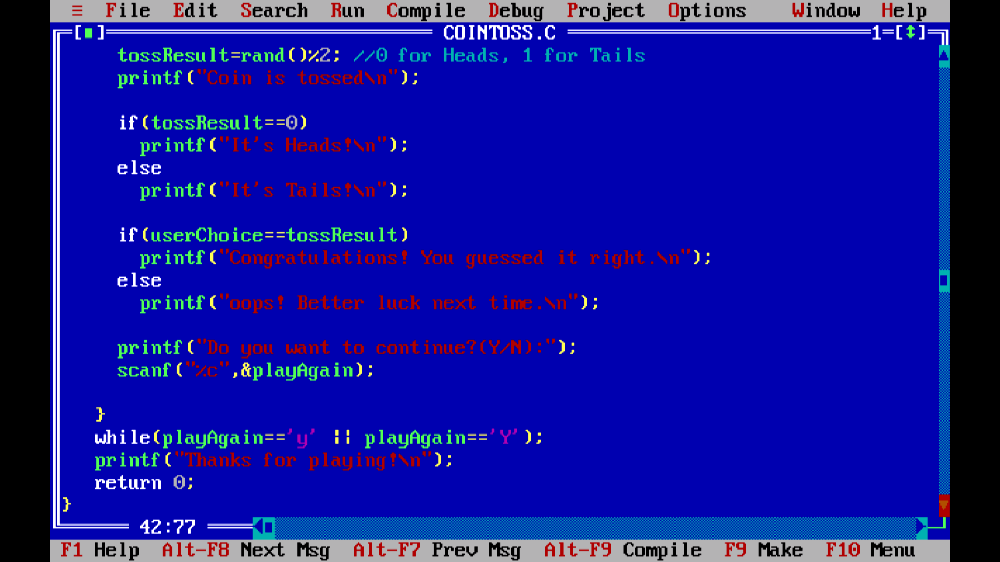 ≡ File Edit Search Run Compile Debug Project Options Window Help
[■] COINTOSS.C 1=[↕]
tossResult=rand()%2; //0 for Heads, 1 for Tails
printf("Coin is tossed\n");
if(tossResult==0)
printf("It's Heads!\n");
else
printf("It's Tails!\n");
if(userChoice==tossResult)
printf("Congratulations! You guessed it right.\n");
else
printf("oops! Better luck next time.\n");
printf("Do you want to continue?(Y/N):");
scanf("%c",&playAgain);
}
while(playAgain=='y' || playAgain=='Y');
printf("Thanks for playing!\n");
return 0;
}
42:77
F1 Help Alt-F8 Next Msg Alt-F7 Prev Msg Alt-F9 Compile F9 Make F10 Menu